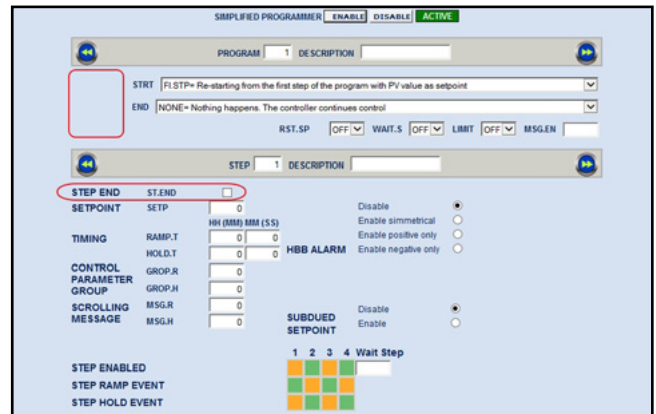 SIMPLIFIED PROGRAMMER ENABLE DISABLE ACTIVE
PROGRAM 1 DESCRIPTION
STRT FI.STP= Re-starting from the first step of the program with PV value as setpoint
END NONE= Nothing happens. The controller continues control
RST.SP OFF WAIT.S OFF LIMIT OFF MSG.EN
STEP 1 DESCRIPTION
STEP END ST.END
SETPOINT SETP 0
HH (MM) MM (SS)
TIMING RAMP.T 0 0
HOLD.T 0 0
CONTROL PARAMETER GROUP
GROP.R 0
GROP.H 0
SCROLLING MESSAGE
MSG.R 0
MSG.H 0
HBB ALARM
Disable
Enable simmetrical
Enable positive only
Enable negative only
SUBDUED SETPOINT
Disable
Enable
1 2 3 4 Wait Step
STEP ENABLED
STEP RAMP EVENT
STEP HOLD EVENT